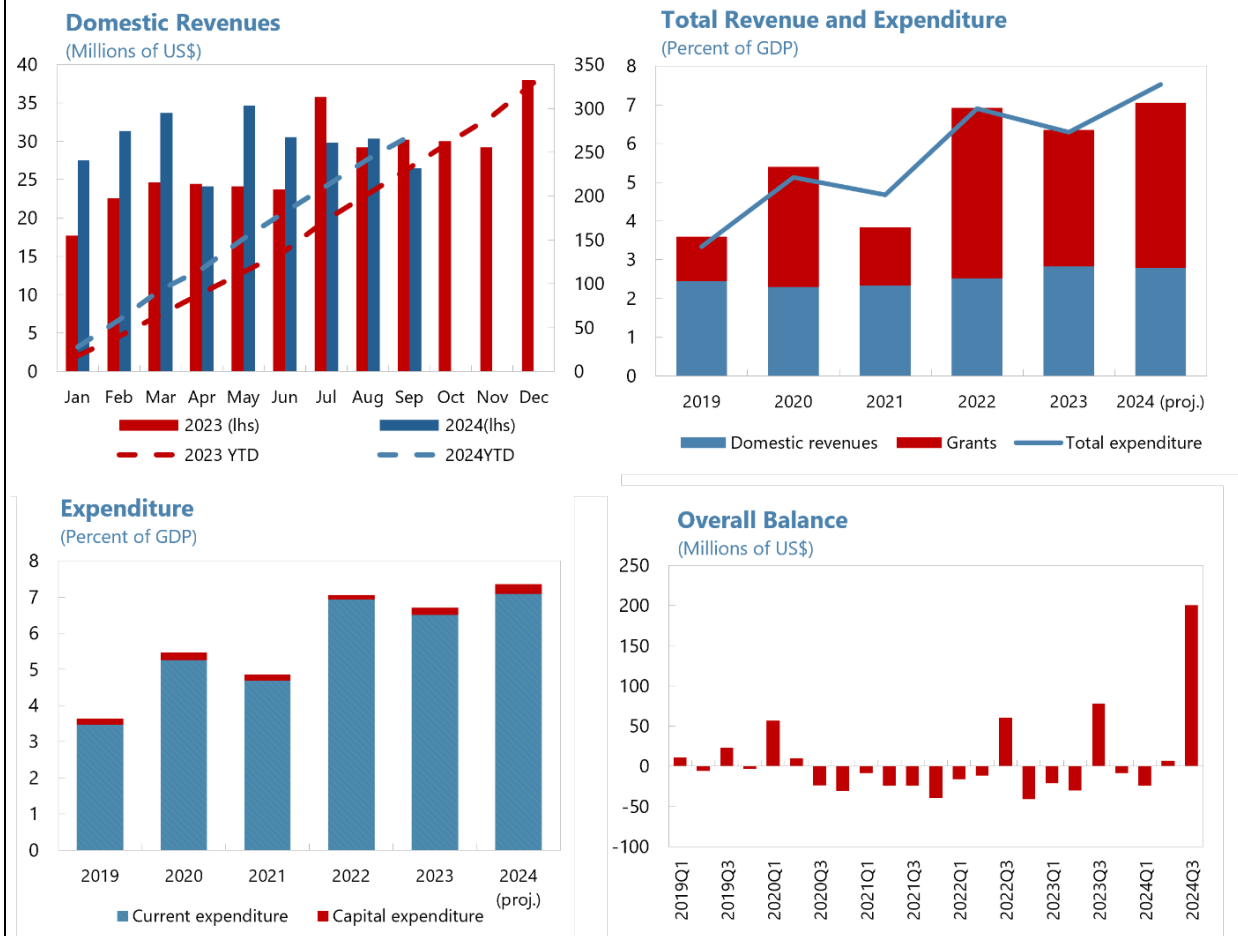 Domestic Revenues
(Millions of US$)
40
35
30
25
20
15
10
5
0
350
300
250
200
150
100
50
0
Jan Feb Mar Apr May Jun Jul Aug Sep Oct Nov Dec
2023 (lhs) 2024(lhs)
2023 YTD 2024YTD
Total Revenue and Expenditure
(Percent of GDP)
8
7
6
5
4
3
2
1
0
2019 2020 2021 2022 2023 2024 (proj.)
Domestic revenues Grants Total expenditure
Expenditure
(Percent of GDP)
8
7
6
5
4
3
2
1
0
2019 2020 2021 2022 2023 2024
(proj.)
Current expenditure Capital expenditure
Overall Balance
(Millions of US$)
250
200
150
100
50
0
-50
-100
2019Q1 2019Q3 2020Q1 2020Q3 2021Q1 2021Q3 2022Q1 2022Q3 2023Q1 2023Q3 2024Q1 2024Q3